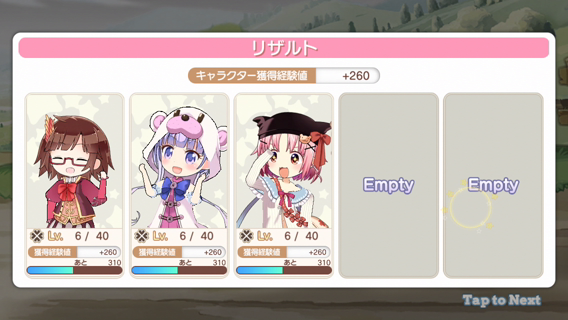 リザルト
キャラクター獲得経験値 +260
Lv. 6 / 40
獲得経験値 +260
あと 310
Lv. 6 / 40
獲得経験値 +260
あと 310
Lv. 6 / 40
獲得経験値 +260
あと 310
Empty
Empty
Tap to Next